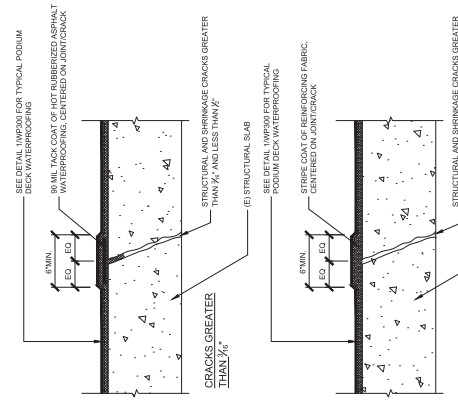 SEE DETAIL 1/WP300 FOR TYPICAL PODIUM
DECK WATERPROOFING
90 MIL TACK COAT OF HOT RUBBERIZED ASPHALT
WATERPROOFING, CENTERED ON JOINT/CRACK
6"MIN.
EQ
EQ
STRUCTURAL AND SHRINKAGE CRACKS GREATER
THAN 3⁄16" AND LESS THAN ½"
(E) STRUCTURAL SLAB
CRACKS GREATER
THAN 3⁄16"
SEE DETAIL 1/WP300 FOR TYPICAL
PODIUM DECK WATERPROOFING
STRIPE COAT OF REINFORCING FABRIC,
CENTERED ON JOINT/CRACK
6"MIN.
EQ
EQ
STRUCTURAL AND SHRINKAGE CRACKS GREATER